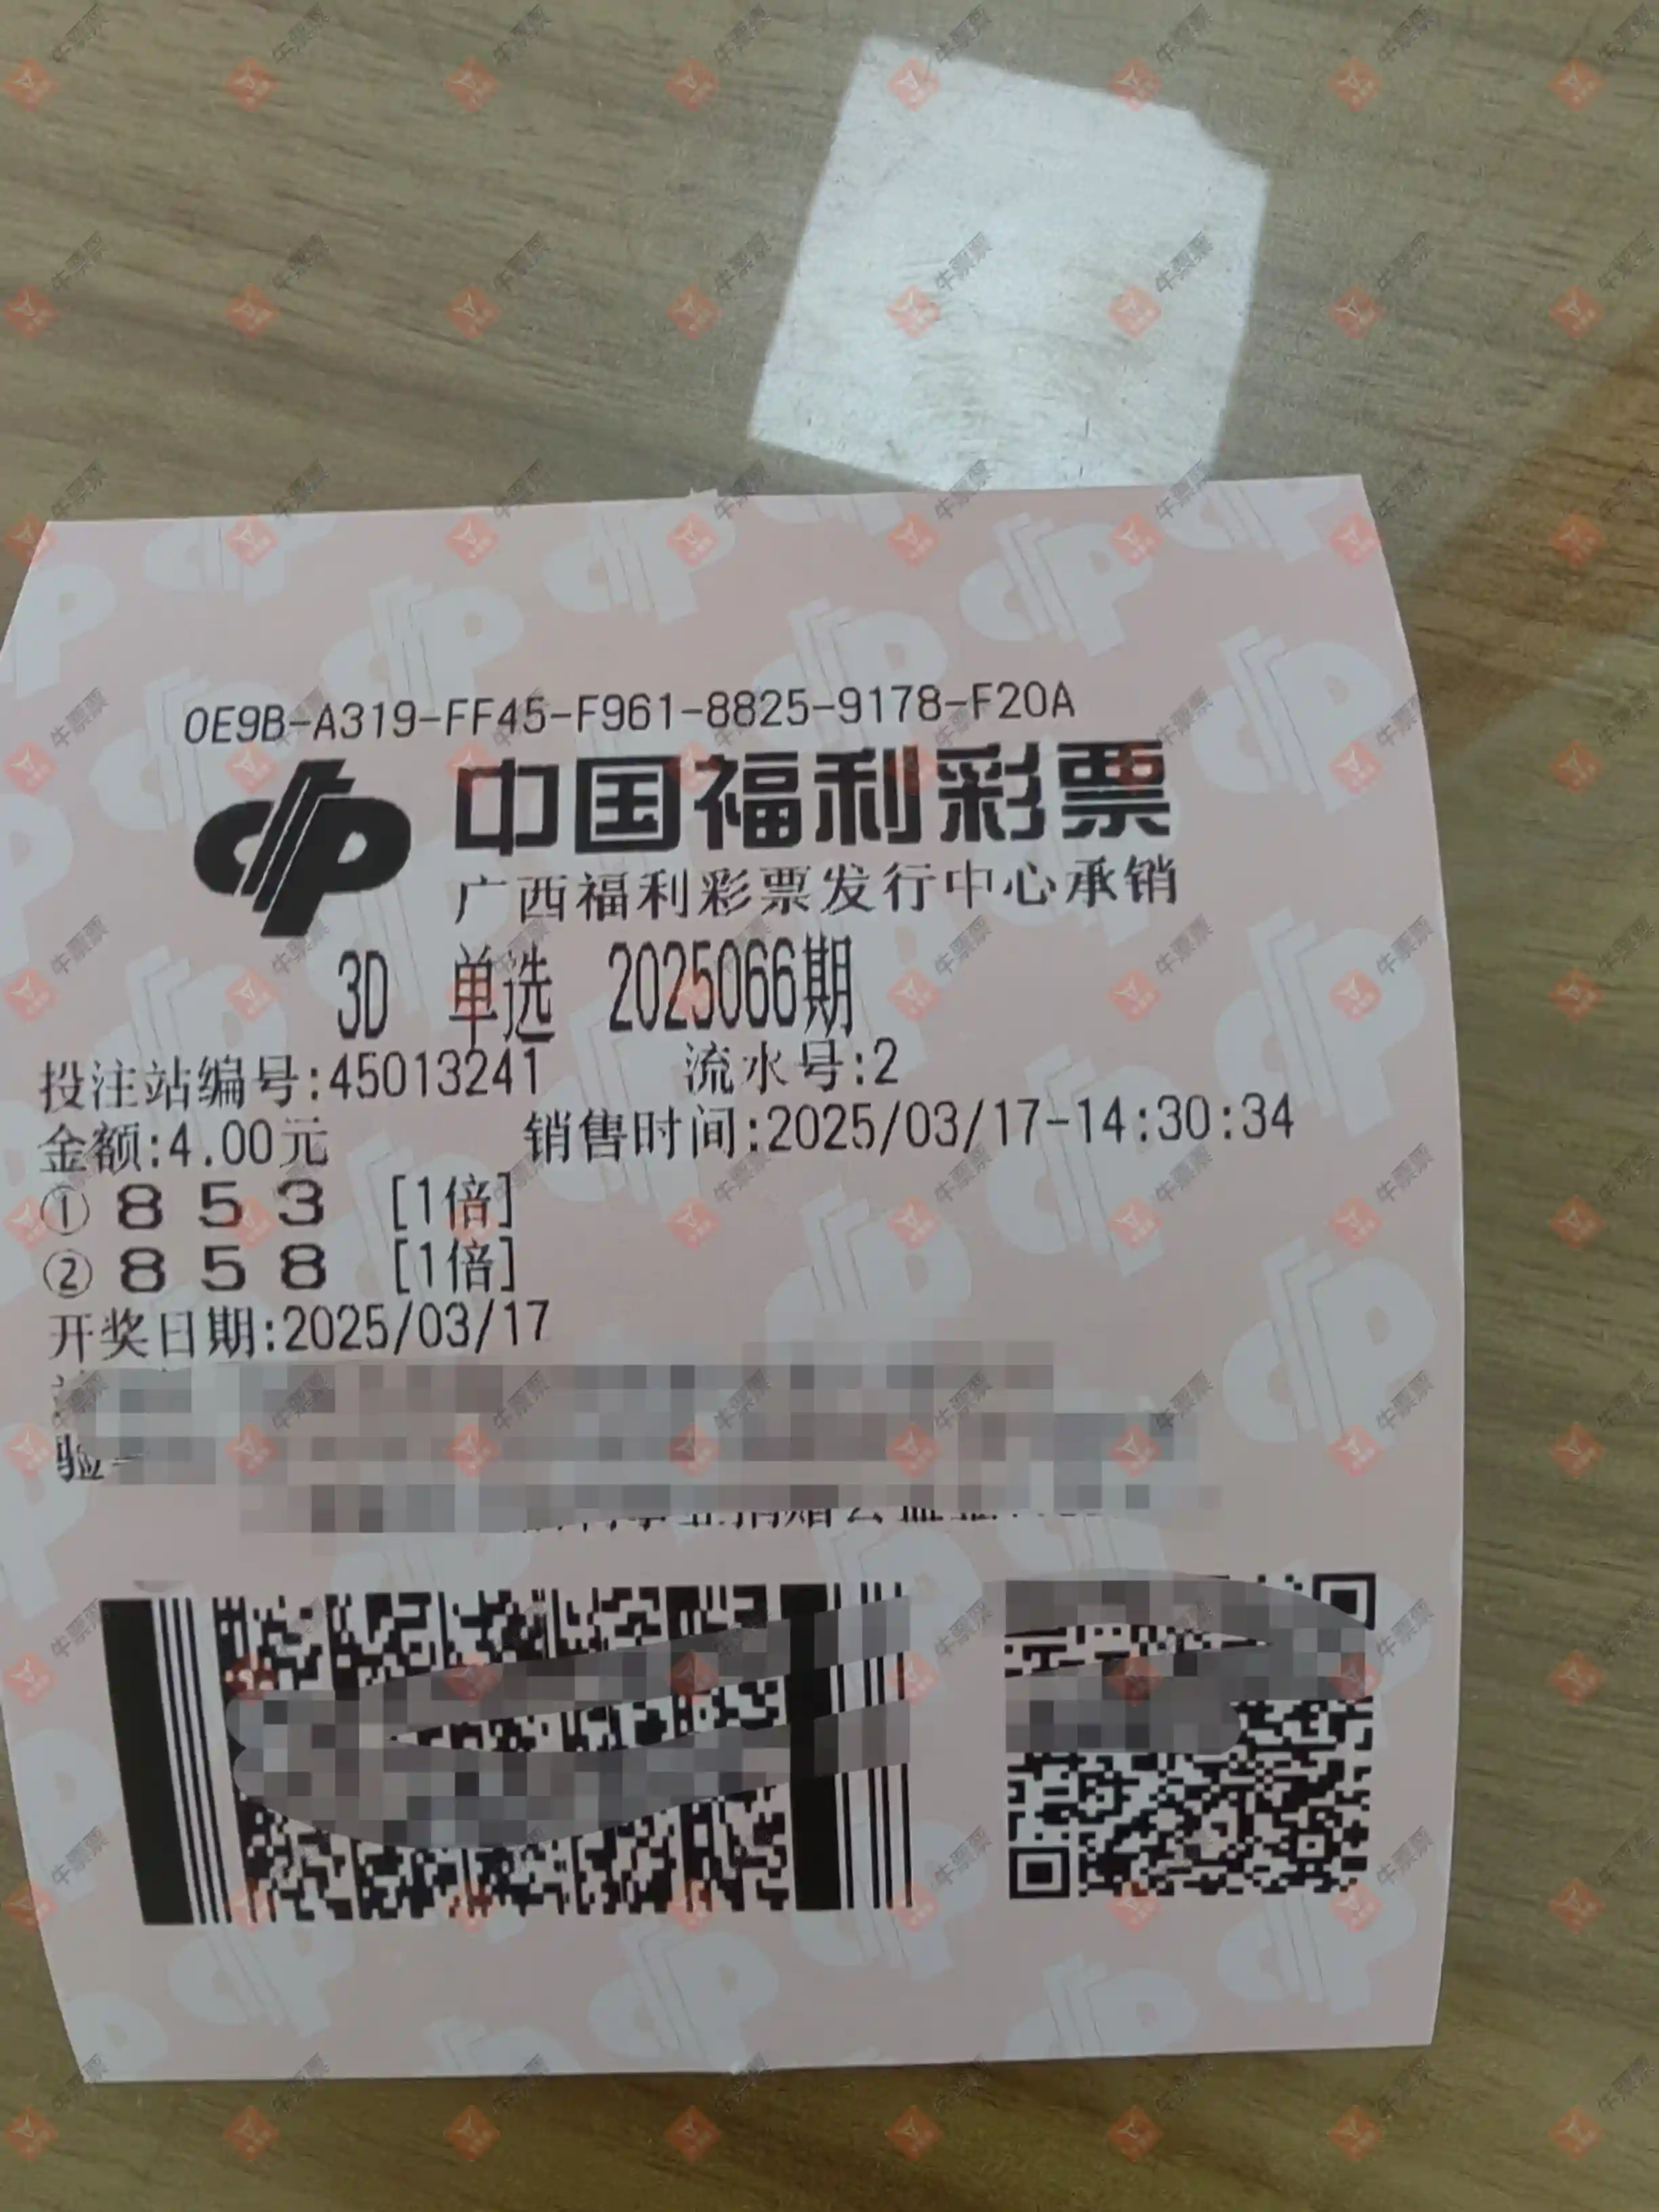 0E9B-A319-FF45-F961-8825-9178-F20A
中国福利彩票
广西福利彩票发行中心承销
3D 单选 2025066期
投注站编号:45013241 流水号:2
金额:4.00元 销售时间:2025/03/17-14:30:34
① 8 5 3 [1倍]
② 8 5 8 [1倍]
开奖日期:2025/03/17
验
牛票票